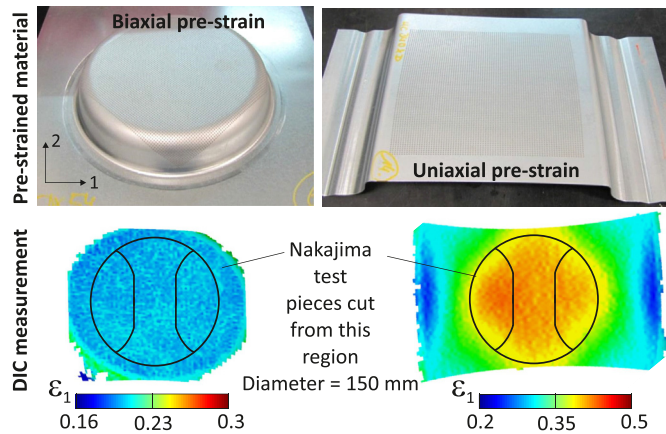 Pre-strained material
Biaxial pre-strain
2
1
Uniaxial pre-strain
DIC measurement
Nakajima
test
pieces cut
from this
region
Diameter = 150 mm
ε₁
0.16 0.23 0.3
ε₁
0.2 0.35 0.5